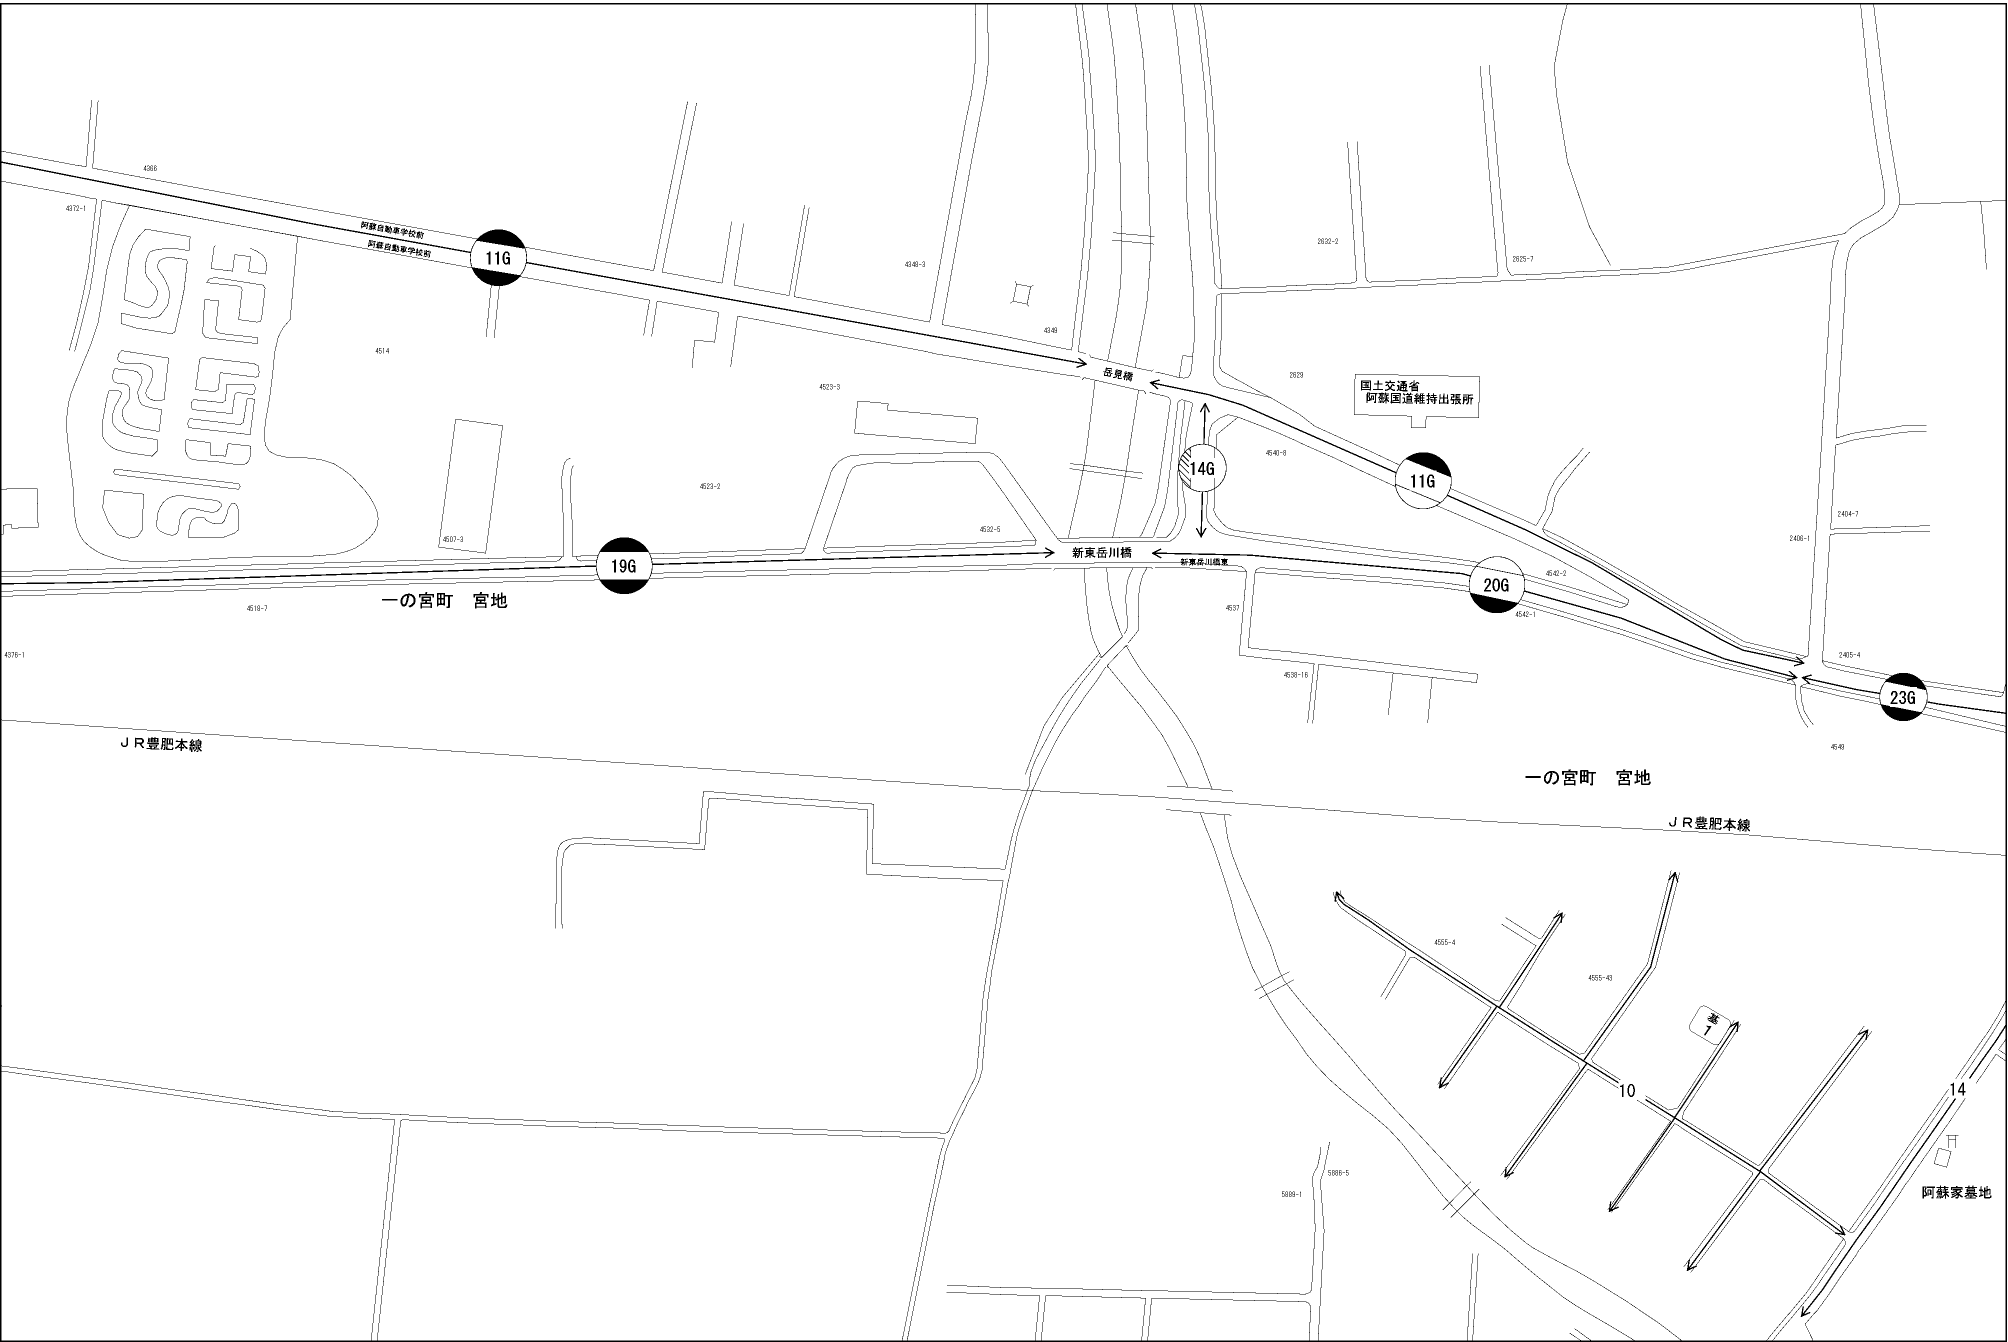 4366
4372-1
阿蘇自動車学校前
阿蘇自動車学校前
11G
4348-3
2632-2
2625-7
4349
4514
岳見橋
2629
4523-3
国土交通省
阿蘇国道維持出張所
4540-8
14G
11G
4523-2
4507-3
4532-5
2404-7
2406-1
19G
新東岳川橋
新東岳川橋東
20G
4542-2
4542-1
一の宮町 宮地
4518-7
4537
4376-1
4538-16
2405-4
23G
4549
JR豊肥本線
一の宮町 宮地
JR豊肥本線
4555-4
4555-43
基
1
10
14
5886-5
5889-1
阿蘇家墓地